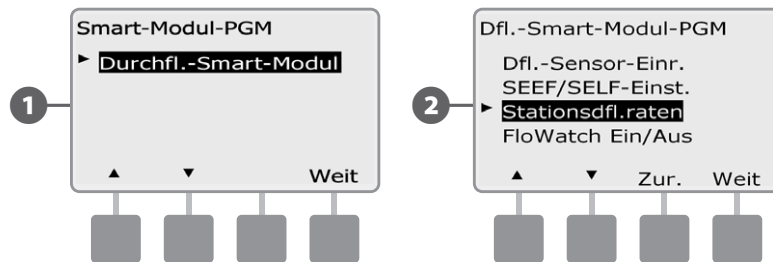 1
Smart-Modul-PGM
► Durchfl.-Smart-Modul
▲ ▼ Weit
2
Dfl.-Smart-Modul-PGM
Dfl.-Sensor-Einr.
SEEF/SELF-Einst.
► Stationsdfl.raten
FloWatch Ein/Aus
▲ ▼ Zur. Weit